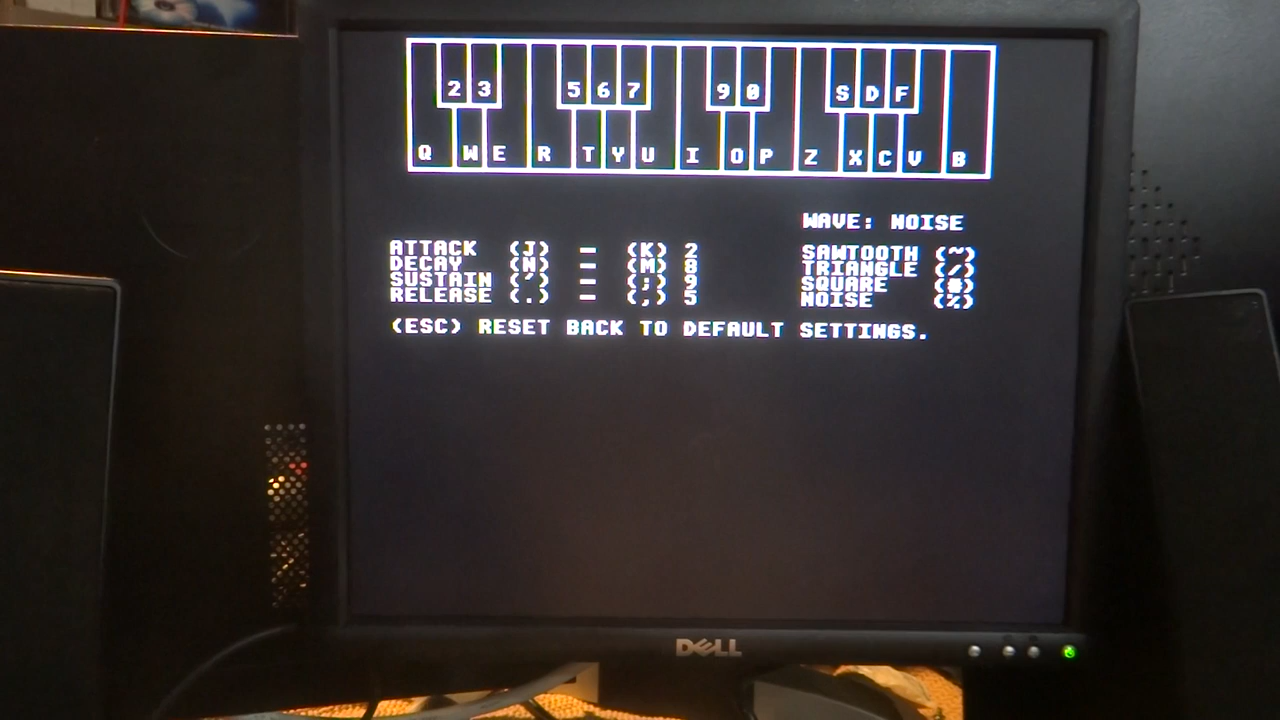 2 3 5 6 7 9 0 S D F
Q W E R T Y U I O P Z X C V B
WAVE: NOISE
ATTACK (J) - (K) 2 SAWTOOTH (~)
DECAY (N) - (M) 8 TRIANGLE (/)
SUSTAIN (') - (;) 9 SQUARE (#)
RELEASE (.) - (,) 5 NOISE (%)
(ESC) RESET BACK TO DEFAULT SETTINGS.
DELL